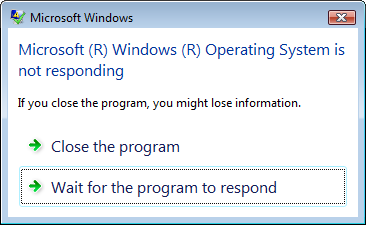 Microsoft Windows
Microsoft (R) Windows (R) Operating System is
not responding
If you close the program, you might lose information.
Close the program
Wait for the program to respond